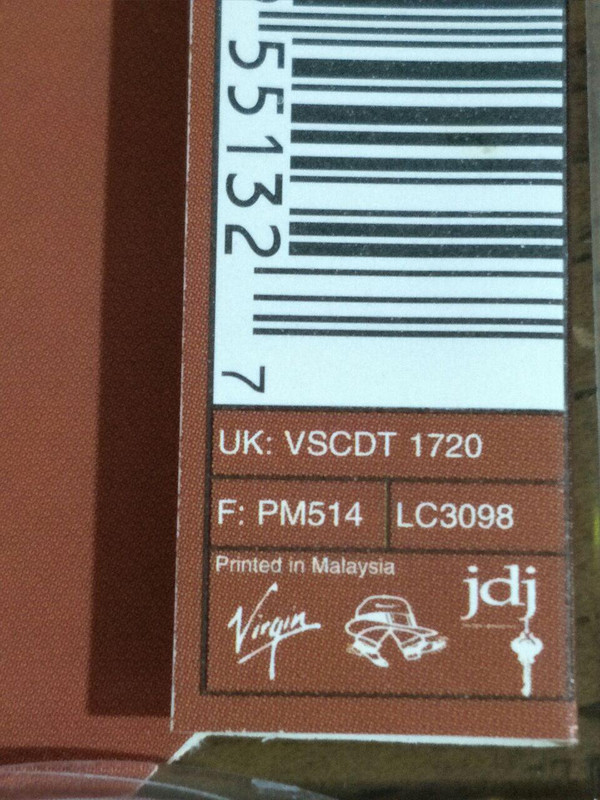 55132
7
UK: VSCDT 1720
F: PM514
LC3098
Printed in Malaysia
Virgin
jdj